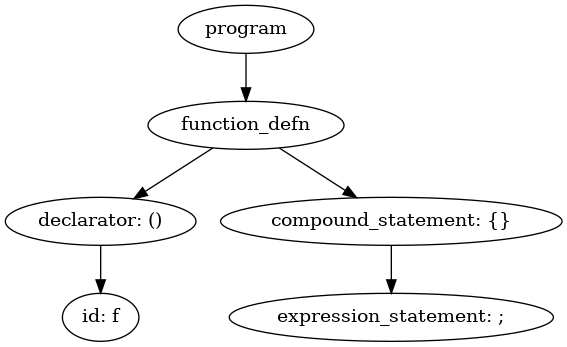 program
function_defn
declarator: ()
compound_statement: {}
id: f
expression_statement: ;